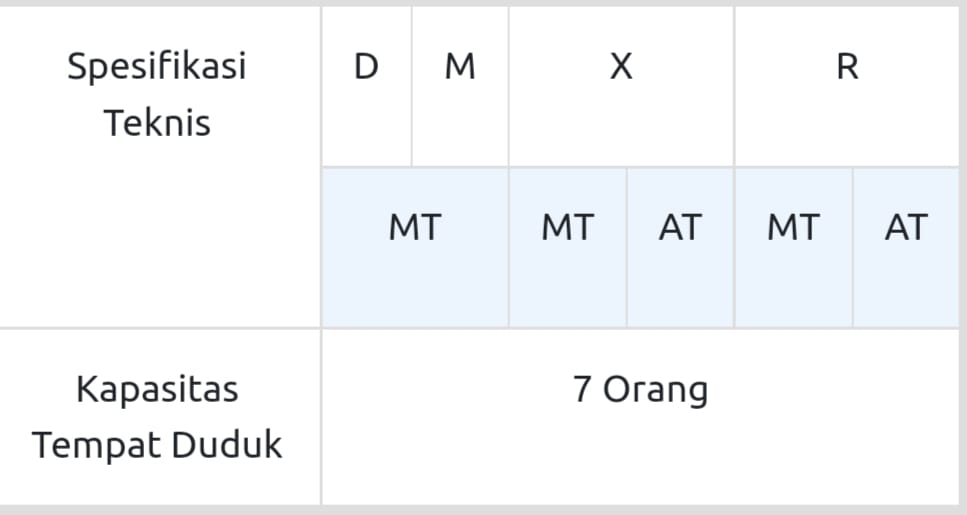 Spesifikasi Teknis D M X R
MT MT AT MT AT
Kapasitas Tempat Duduk 7 Orang